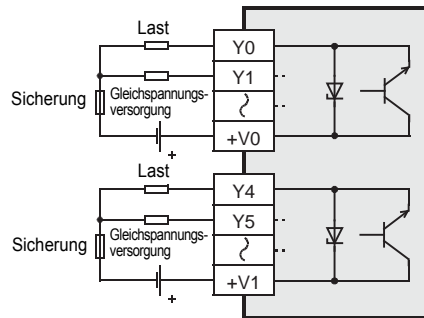 Last
Y0
Y1
Sicherung
Gleichspannungs-
versorgung
+V0
+
Last
Y4
Y5
Sicherung
Gleichspannungs-
versorgung
+V1
+